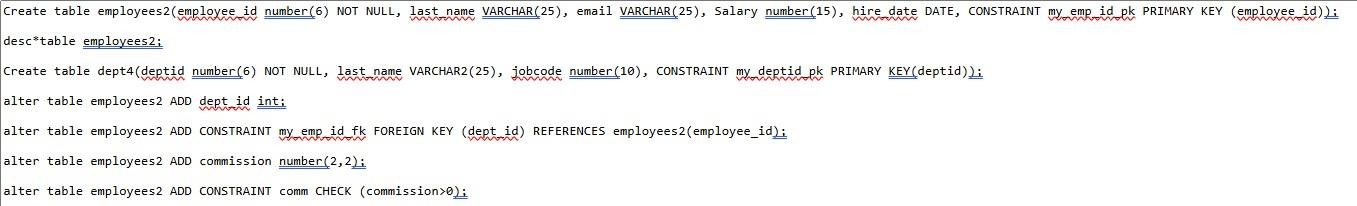 Create table employees2(employee_id number(6) NOT NULL, last_name VARCHAR(25), email VARCHAR(25), Salary number(15), hire_date DATE, CONSTRAINT my_emp_id_pk PRIMARY KEY (employee_id));
desc*table employees2;
Create table dept4(deptid number(6) NOT NULL, last_name VARCHAR2(25), jobcode number(10), CONSTRAINT my_deptid_pk PRIMARY KEY(deptid));
alter table employees2 ADD dept_id int;
alter table employees2 ADD CONSTRAINT my_emp_id_fk FOREIGN KEY (dept_id) REFERENCES employees2(employee_id);
alter table employees2 ADD commission number(2,2);
alter table employees2 ADD CONSTRAINT comm CHECK (commission>0);